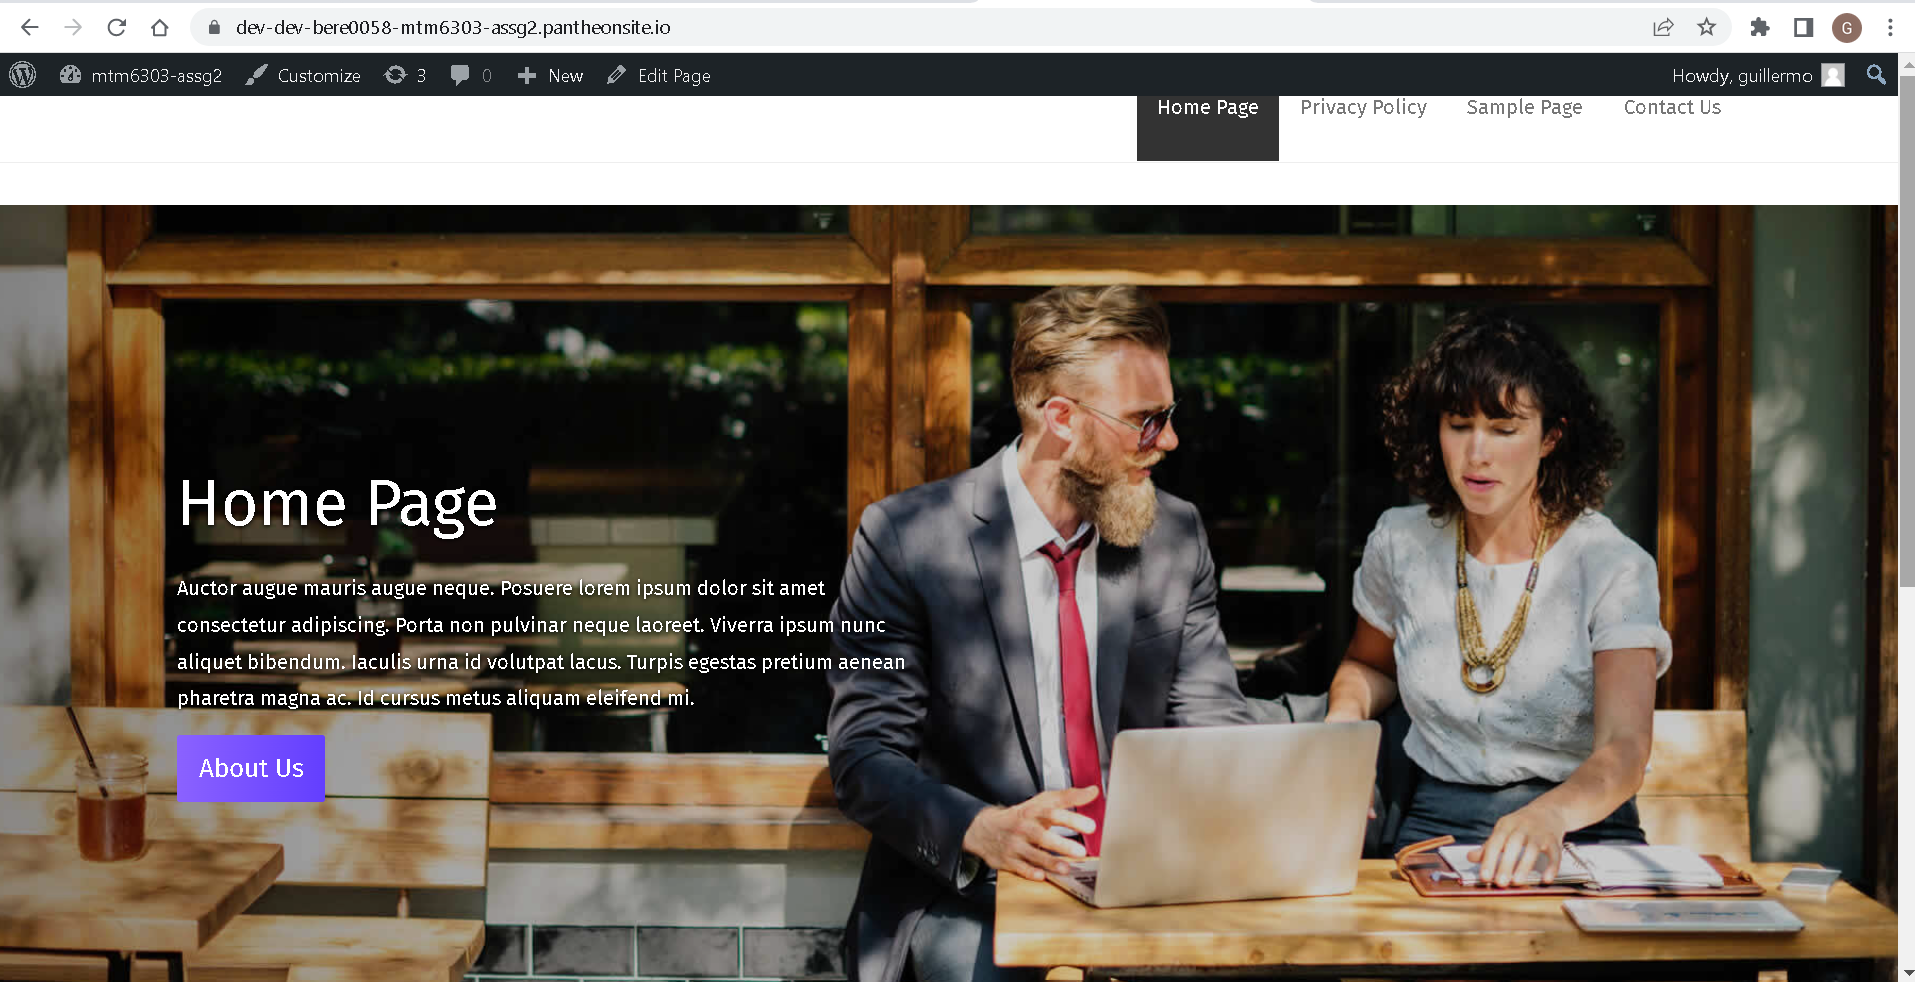 dev-dev-bere0058-mtm6303-assg2.pantheonsite.io
G
mtm6303-assg2 Customize 3 0 New Edit Page Howdy, guillermo
Home Page Privacy Policy Sample Page Contact Us
Home Page
Auctor augue mauris augue neque. Posuere lorem ipsum dolor sit amet
consectetur adipiscing. Porta non pulvinar neque laoreet. Viverra ipsum nunc
aliquet bibendum. Iaculis urna id volutpat lacus. Turpis egestas pretium aenean
pharetra magna ac. Id cursus metus aliquam eleifend mi.
About Us